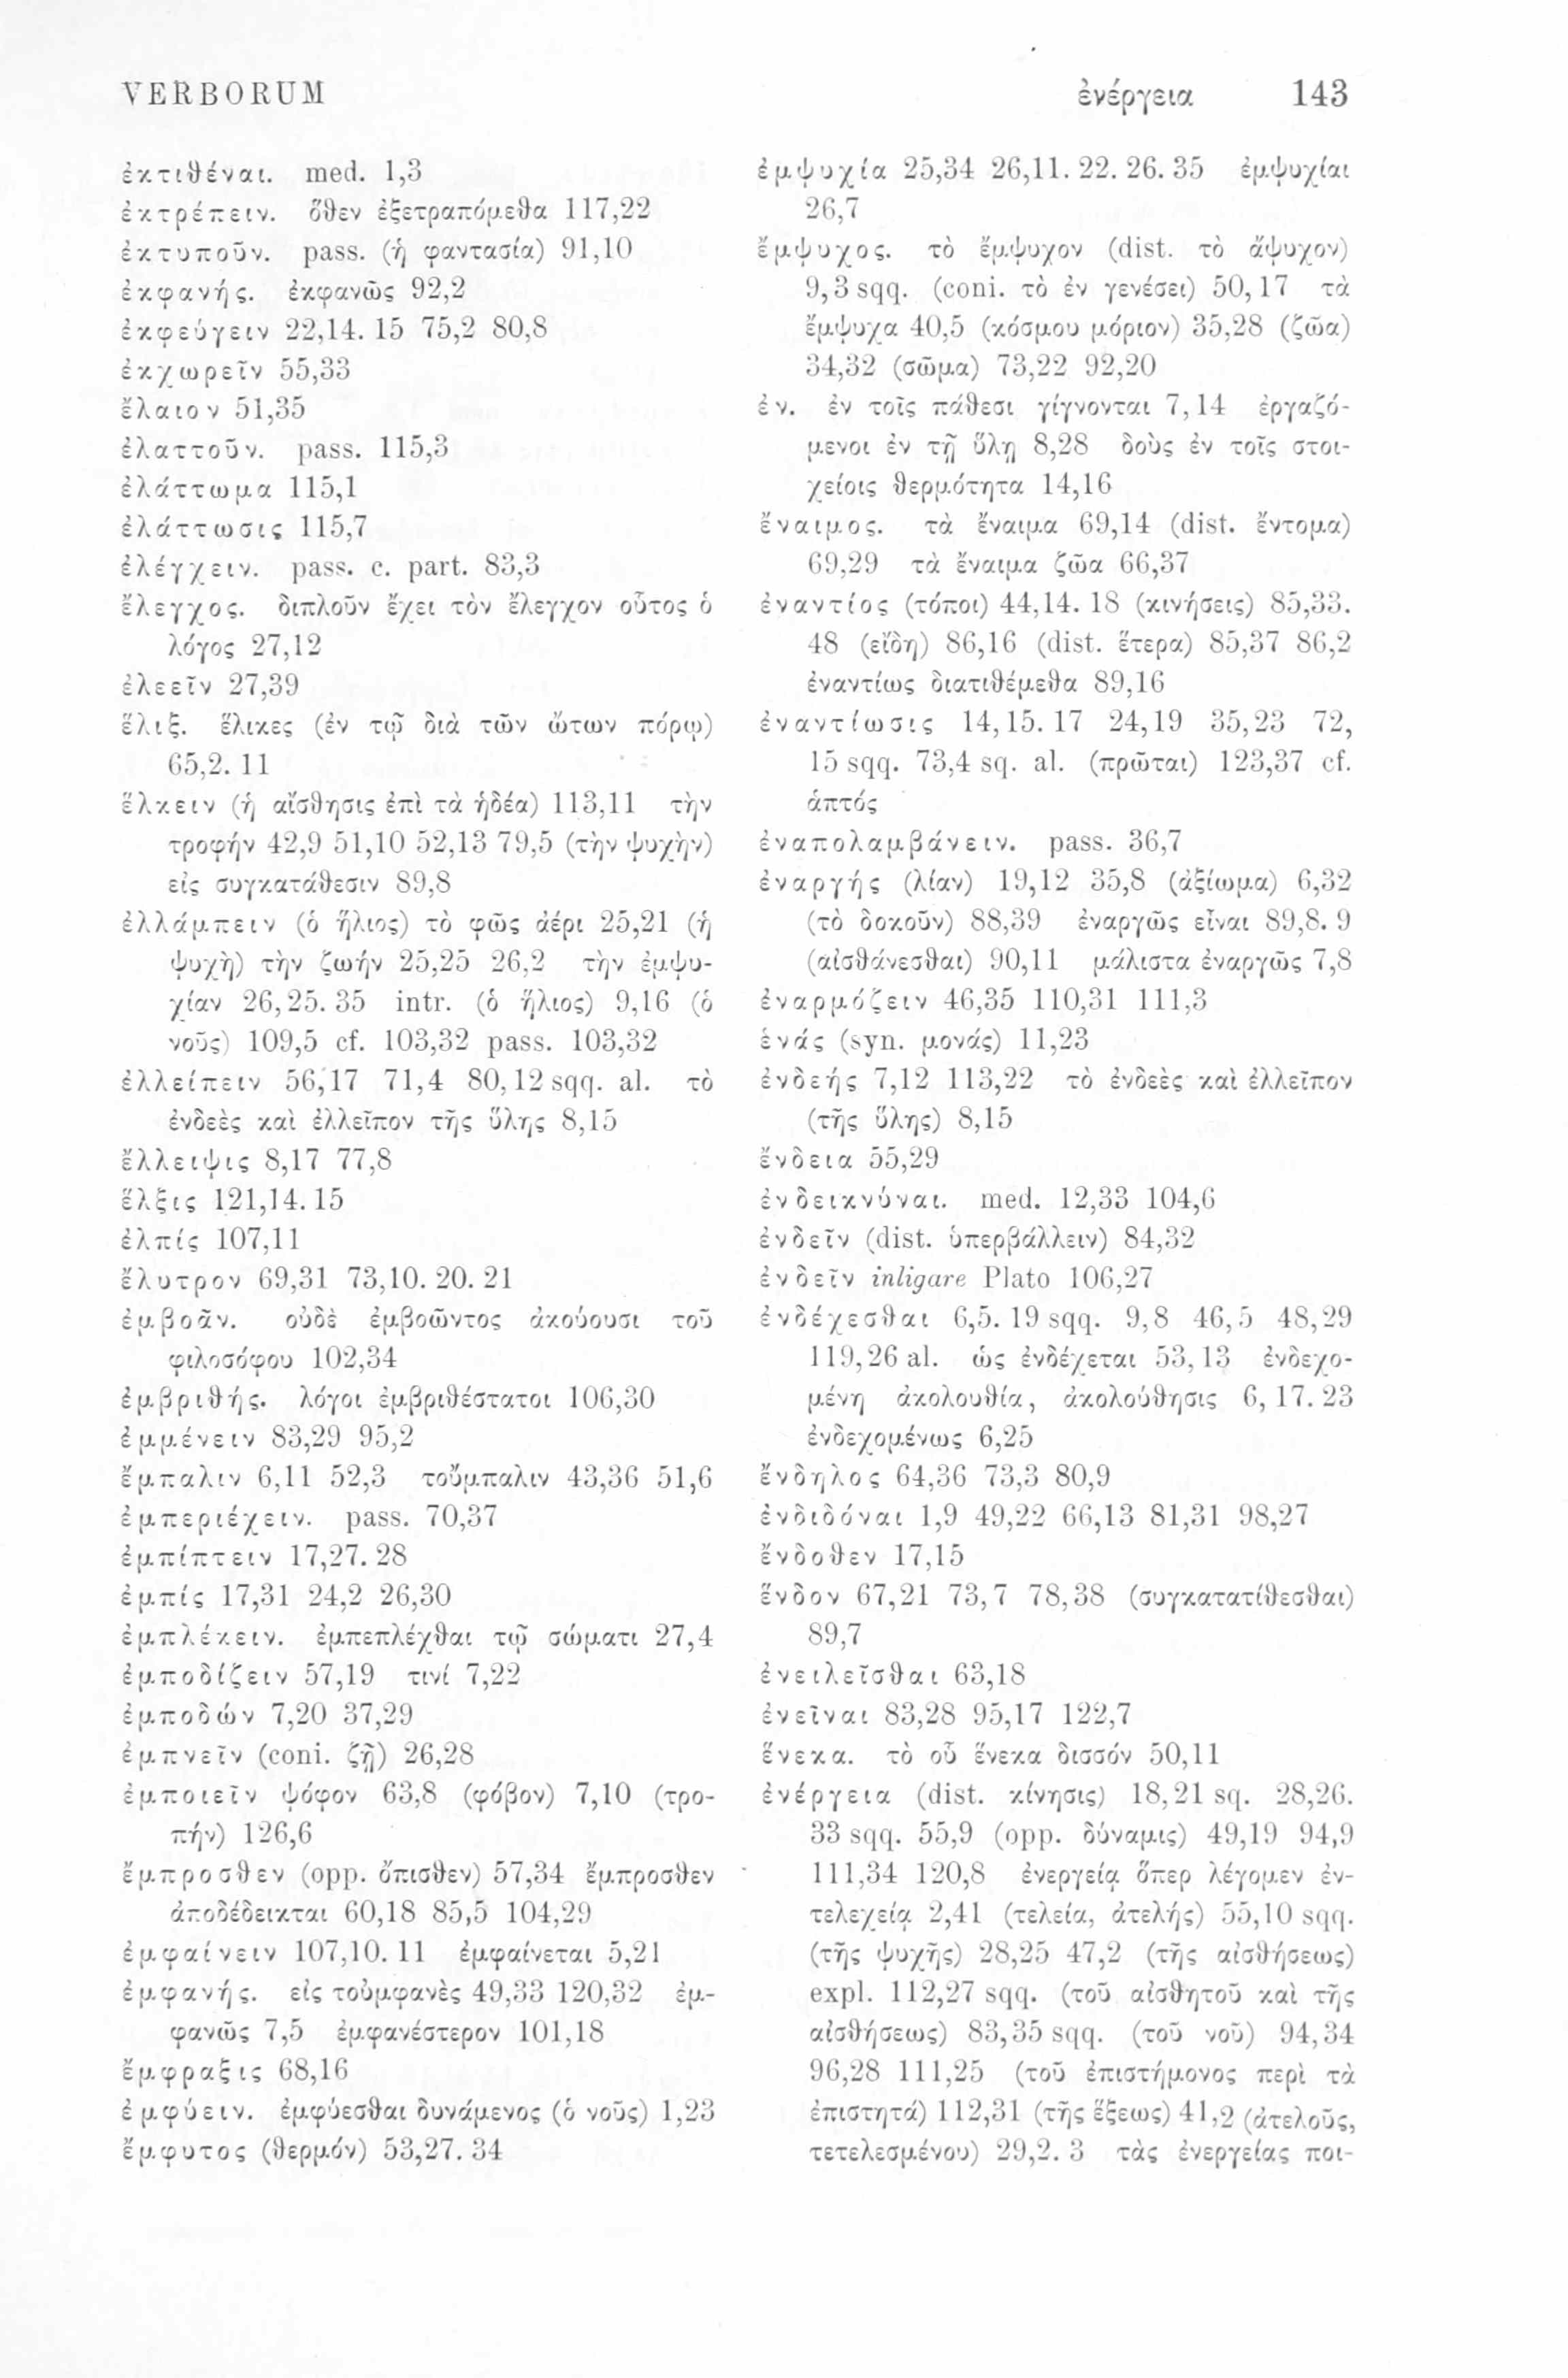 VERBORUM
ἐνέργεια 143
ἐκτιθέναι. med. 1,3
ἐκτρέπειν. ὅθεν ἐξετραπόμεθα 117,22
ἐκτυποῦν. pass. (ἡ φαντασία) 91,10
ἐκφανής. ἐκφανῶς 92,2
ἐκφεύγειν 22,14. 15 75,2 80,8
ἐκχωρεῖν 55,33
ἔλαιον 51,35
ἐλαττοῦν. pass. 115,3
ἐλάττωμα 115,1
ἐλάττωσις 115,7
ἐλέγχειν. pass. c. part. 83,3
ἔλεγχος. διπλοῦν ἔχει τὸν ἔλεγχον οὗτος ὁ
λόγος 27,12
ἐλεεῖν 27,39
ἕλιξ. ἕλικες (ἐν τῷ διὰ τῶν ὤτων πόρῳ)
65,2. 11
ἕλκειν (ἡ αἴσθησις ἐπὶ τὰ ἡδέα) 113,11 τὴν
τροφήν 42,9 51,10 52,13 79,5 (τὴν ψυχὴν)
εἰς συγκατάθεσιν 89,8
ἐλλάμπειν (ὁ ἥλιος) τὸ φῶς ἀέρι 25,21 (ἡ
ψυχὴ) τὴν ζωήν 25,25 26,2 τὴν ἐμψυ-
χίαν 26,25. 35 intr. (ὁ ἥλιος) 9,16 (ὁ
νοῦς) 109,5 cf. 103,32 pass. 103,32
ἐλλείπειν 56,17 71,4 80,12 sqq. al. τὸ
ἐνδεὲς καὶ ἐλλεῖπον τῆς ὕλης 8,15
ἔλλειψις 8,17 77,8
ἕλξις 121,14. 15
ἐλπίς 107,11
ἔλυτρον 69,31 73,10. 20. 21
ἐμβοᾶν. οὐδὲ ἐμβοῶντος ἀκούουσι τοῦ
φιλοσόφου 102,34
ἐμβριθής. λόγοι ἐμβριθέστατοι 106,30
ἐμμένειν 83,29 95,2
ἔμπαλιν 6,11 52,3 τοὔμπαλιν 43,36 51,6
ἐμπεριέχειν. pass. 70,37
ἐμπίπτειν 17,27. 28
ἐμπίς 17,31 24,2 26,30
ἐμπλέκειν. ἐμπεπλέχθαι τῷ σώματι 27,4
ἐμποδίζειν 57,19 τινί 7,22
ἐμποδών 7,20 37,29
ἐμπνεῖν (coni. ζῇ) 26,28
ἐμποιεῖν ψόφον 63,8 (φόβον) 7,10 (τρο-
πήν) 126,6
ἔμπροσθεν (opp. ὄπισθεν) 57,34 ἔμπροσθεν
ἀποδέδεικται 60,18 85,5 104,29
ἐμφαίνειν 107,10. 11 ἐμφαίνεται 5,21
ἐμφανής. εἰς τοὐμφανὲς 49,33 120,32 ἐμ-
φανῶς 7,5 ἐμφανέστερον 101,18
ἔμφραξις 68,16
ἐμφύειν. ἐμφύεσθαι δυνάμενος (ὁ νοῦς) 1,23
ἔμφυτος (θερμόν) 53,27. 34
ἐμψυχία 25,34 26,11. 22. 26. 35 ἐμψυχίαι
26,7
ἔμψυχος. τὸ ἔμψυχον (dist. τὸ ἄψυχον)
9,3 sqq. (coni. τὸ ἐν γενέσει) 50,17 τὰ
ἔμψυχα 40,5 (κόσμου μόριον) 35,28 (ζῶα)
34,32 (σῶμα) 73,22 92,20
ἐν. ἐν τοῖς πάθεσι γίγνονται 7,14 ἐργαζό-
μενοι ἐν τῇ ὕλῃ 8,28 δοὺς ἐν τοῖς στοι-
χείοις θερμότητα 14,16
ἔναιμος. τὰ ἔναιμα 69,14 (dist. ἔντομα)
69,29 τὰ ἔναιμα ζῶα 66,37
ἐναντίος (τόποι) 44,14. 18 (κινήσεις) 85,33.
48 (εἴδη) 86,16 (dist. ἕτερα) 85,37 86,2
ἐναντίως διατιθέμεθα 89,16
ἐναντίωσις 14,15. 17 24,19 35,23 72,
15 sqq. 73,4 sq. al. (πρῶται) 123,37 cf.
ἁπτός
ἐναπολαμβάνειν. pass. 36,7
ἐναργής (λίαν) 19,12 35,8 (ἀξίωμα) 6,32
(τὸ δοκοῦν) 88,39 ἐναργῶς εἶναι 89,8. 9
(αἰσθάνεσθαι) 90,11 μάλιστα ἐναργῶς 7,8
ἐναρμόζειν 46,35 110,31 111,3
ἑνάς (syn. μονάς) 11,23
ἐνδεής 7,12 113,22 τὸ ἐνδεὲς καὶ ἐλλεῖπον
(τῆς ὕλης) 8,15
ἔνδεια 55,29
ἐνδεικνύναι. med. 12,33 104,6
ἐνδεῖν (dist. ὑπερβάλλειν) 84,32
ἐνδεῖν inligare Plato 106,27
ἐνδέχεσθαι 6,5. 19 sqq. 9,8 46,5 48,29
119,26 al. ὡς ἐνδέχεται 53,13 ἐνδεχο-
μένη ἀκολουθία, ἀκολούθησις 6, 17. 23
ἐνδεχομένως 6,25
ἔνδηλος 64,36 73,3 80,9
ἐνδιδόναι 1,9 49,22 66,13 81,31 98,27
ἔνδοθεν 17,15
ἔνδον 67,21 73,7 78,38 (συγκατατίθεσθαι)
89,7
ἐνειλεῖσθαι 63,18
ἐνεῖναι 83,28 95,17 122,7
ἕνεκα. τὸ οὗ ἕνεκα δισσόν 50,11
ἐνέργεια (dist. κίνησις) 18,21 sq. 28,26.
33 sqq. 55,9 (opp. δύναμις) 49,19 94,9
111,34 120,8 ἐνεργείᾳ ὅπερ λέγομεν ἐν-
τελεχείᾳ 2,41 (τελεία, ἀτελής) 55,10 sqq.
(τῆς ψυχῆς) 28,25 47,2 (τῆς αἰσθήσεως)
expl. 112,27 sqq. (τοῦ αἰσθητοῦ καὶ τῆς
αἰσθήσεως) 83,35 sqq. (τοῦ νοῦ) 94,34
96,28 111,25 (τοῦ ἐπιστήμονος περὶ τὰ
ἐπιστητά) 112,31 (τῆς ἕξεως) 41,2 (ἀτελοῦς,
τετελεσμένου) 29,2. 3 τὰς ἐνεργείας ποι-